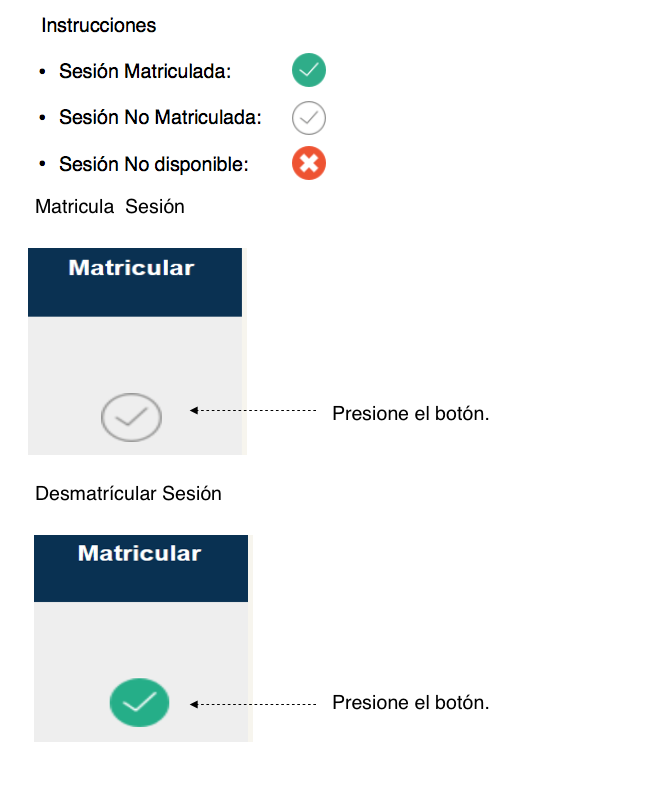 Instrucciones
• Sesión Matriculada:
• Sesión No Matriculada:
• Sesión No disponible:
Matricula Sesión
Matricular
Presione el botón.
Desmatrícular Sesión
Matricular
Presione el botón.